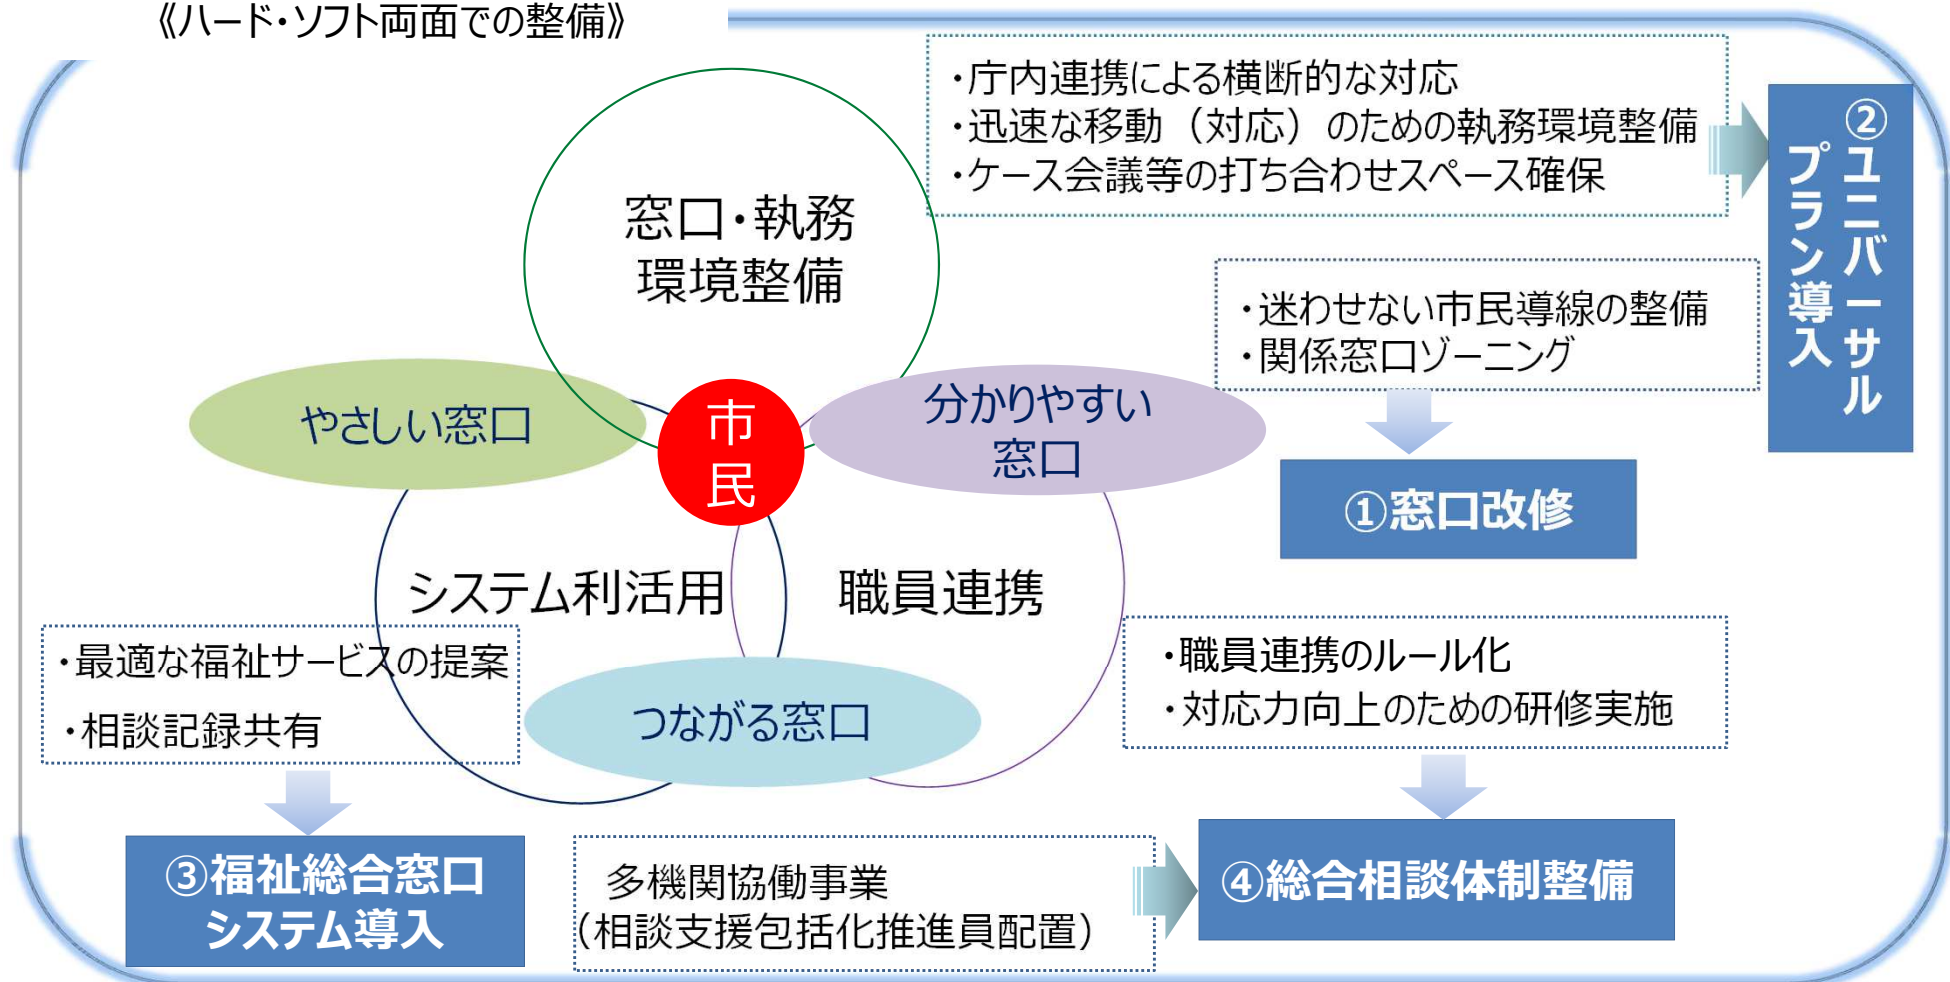 《ハード・ソフト両面での整備》
・庁内連携による横断的な対応
・迅速な移動（対応）のための執務環境整備
・ケース会議等の打ち合わせスペース確保
②ユニバーサル
プラン導入
窓口・執務
環境整備
・迷わせない市民導線の整備
・関係窓口ゾーニング
①窓口改修
やさしい窓口
市
民
分かりやすい
窓口
システム利活用
職員連携
つながる窓口
・最適な福祉サービスの提案
・相談記録共有
③福祉総合窓口
システム導入
・職員連携のルール化
・対応力向上のための研修実施
多機関協働事業
（相談支援包括化推進員配置）
④総合相談体制整備